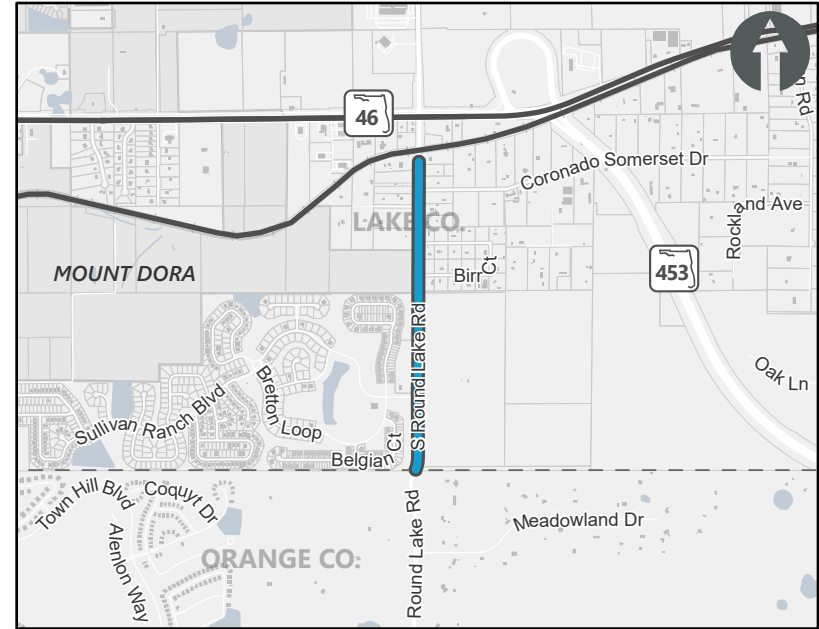 n Rd
46
Coronado Somerset Dr
Rockland Ave
LAKE CO.
Birr Ct
453
MOUNT DORA
S Round Lake Rd
Oak Ln
Bretton Loop
Sullivan Ranch Blvd
Belgian Ct
Town Hill Blvd
Coquyt Dr
Round Lake Rd
Meadowland Dr
Alenlon Way
ORANGE CO.